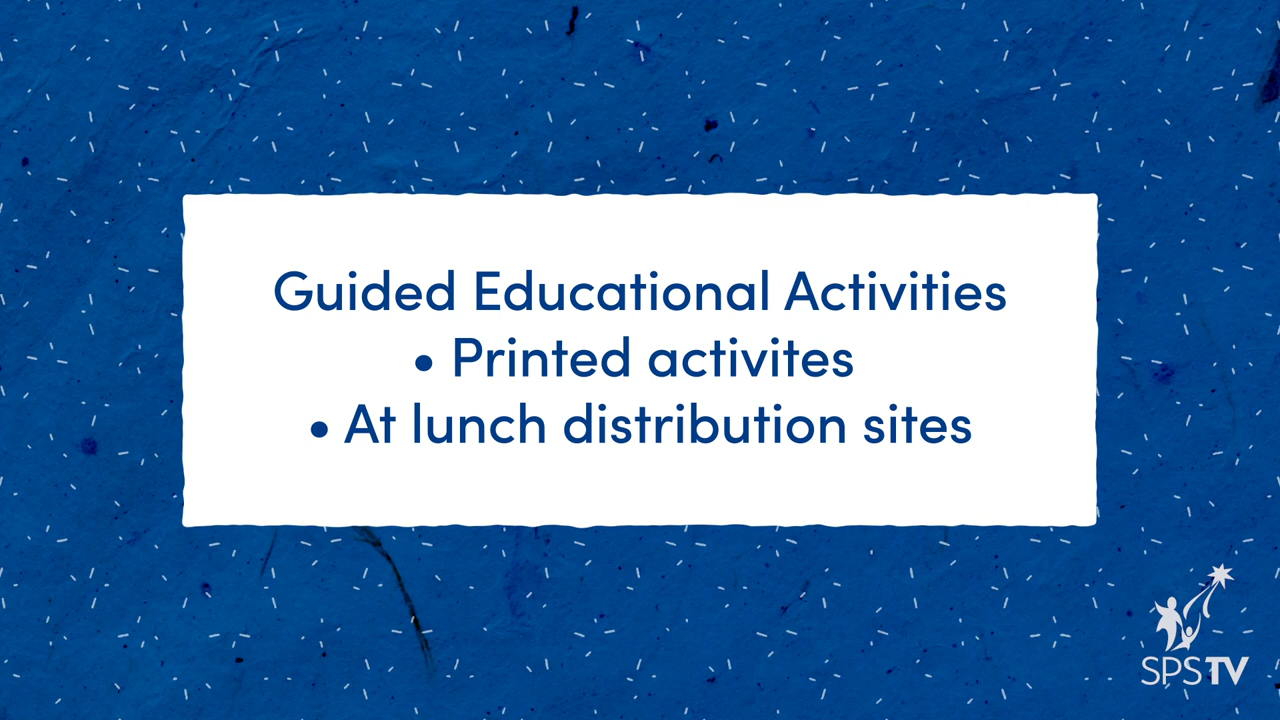 Guided Educational Activities
• Printed activites
• At lunch distribution sites
SPSTV